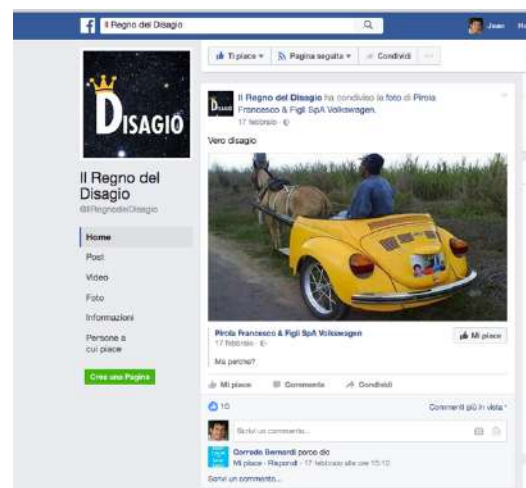 Il Regno del Disagio
Jean
Ho
DISAGIO
Il Regno del
Disagio
@IlRegnodelDisagio
Home
Post
Video
Foto
Informazioni
Persone a
cui piace
Crea una Pagina
Ti piace
Pagina seguita
Condividi
Il Regno del Disagio ha condiviso la foto di Pirola
Francesco & Figli SpA Volkswagen.
17 febbraio
Vero disagio
Pirola Francesco & Figli SpA Volkswagen
17 febbraio
Mi piace
Ma perche?
Mi piace Commenta Condividi
10
Commenti più in vista
Scrivi un commento...
Corrado Bernardi porco dio
Mi piace · Rispondi · 17 febbraio alle ore 15:10
Scrivi un commento...